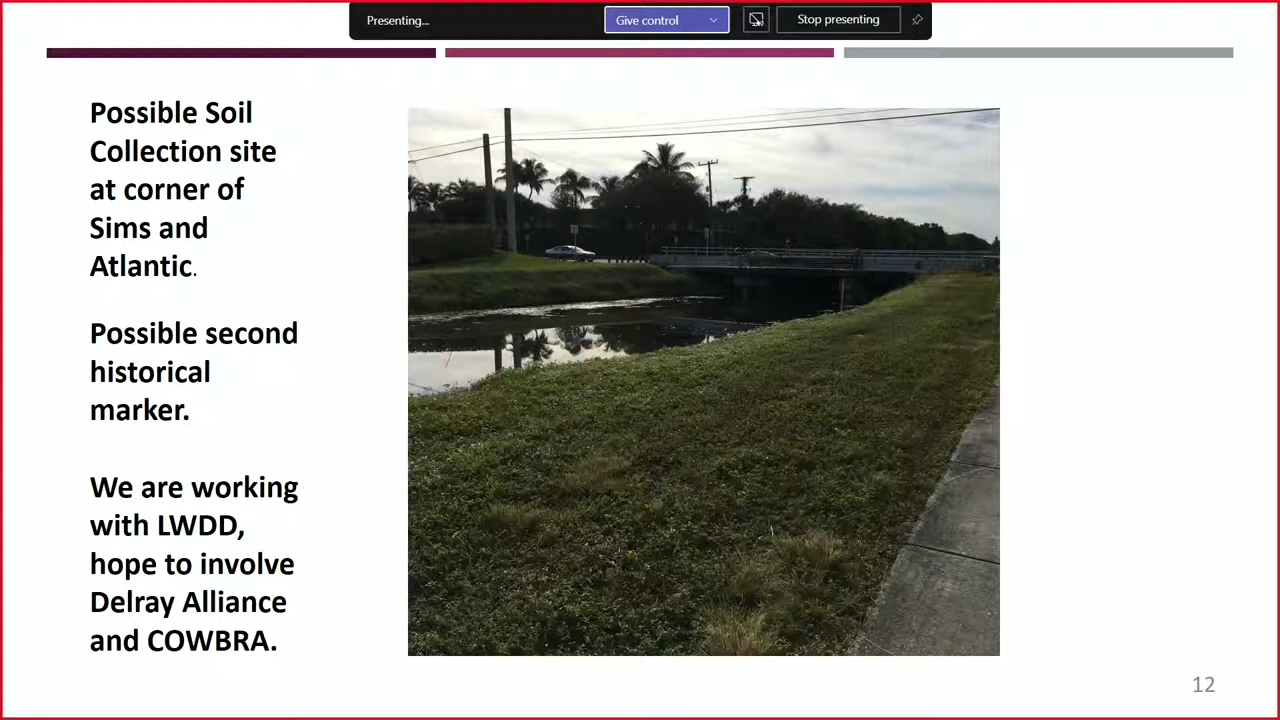 Presenting...
Give control
Stop presenting
Possible Soil
Collection site
at corner of
Sims and
Atlantic.
Possible second
historical
marker.
We are working
with LWDD,
hope to involve
Delray Alliance
and COWBRA.
12